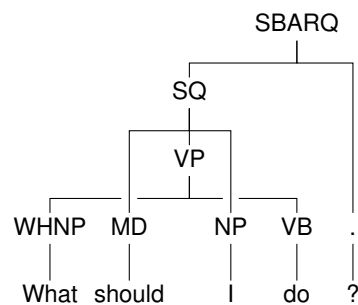 SBARQ
SQ
VP
WHNP MD NP VB .
What should I do ?